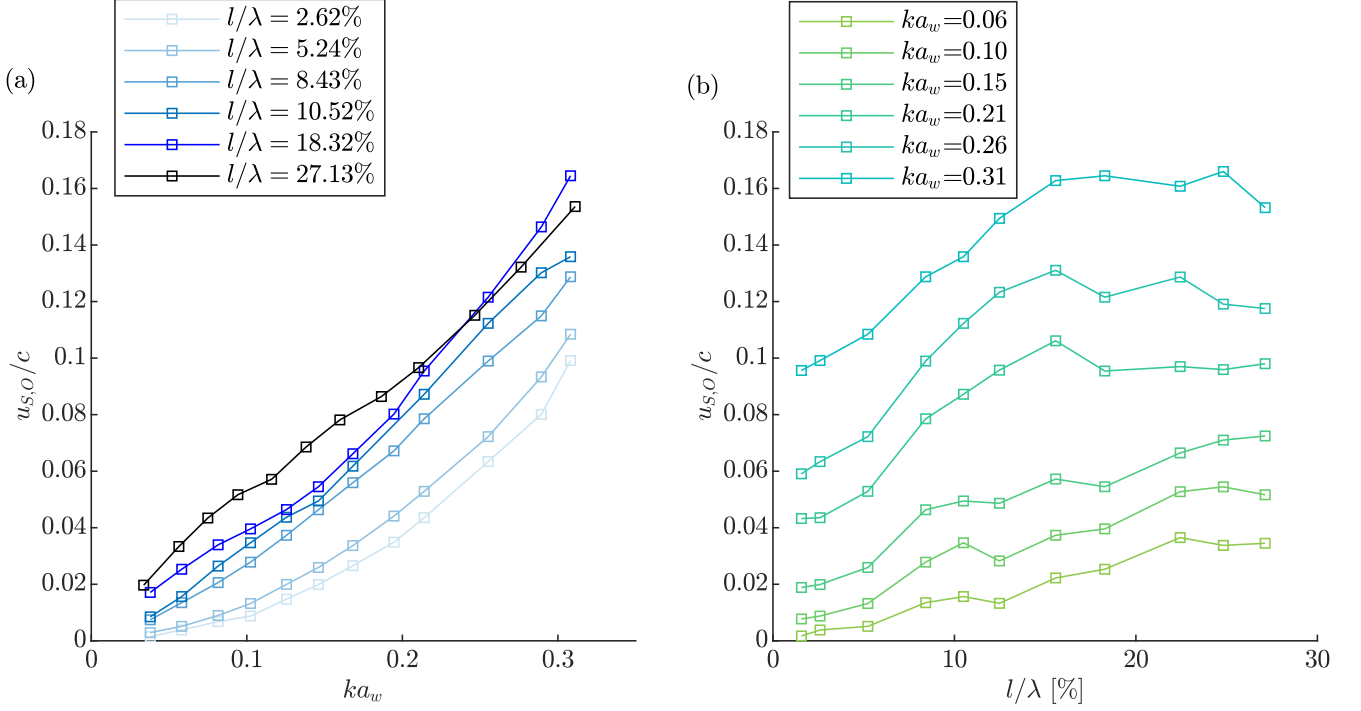 (a)
l/λ = 2.62%
l/λ = 5.24%
l/λ = 8.43%
l/λ = 10.52%
l/λ = 18.32%
l/λ = 27.13%
u_{S,O}/c
0.18
0.16
0.14
0.12
0.1
0.08
0.06
0.04
0.02
0
0 0.1 0.2 0.3
ka_w
(b)
ka_w=0.06
ka_w=0.10
ka_w=0.15
ka_w=0.21
ka_w=0.26
ka_w=0.31
u_{S,O}/c
0.18
0.16
0.14
0.12
0.1
0.08
0.06
0.04
0.02
0
0 10 20 30
l/λ [%]